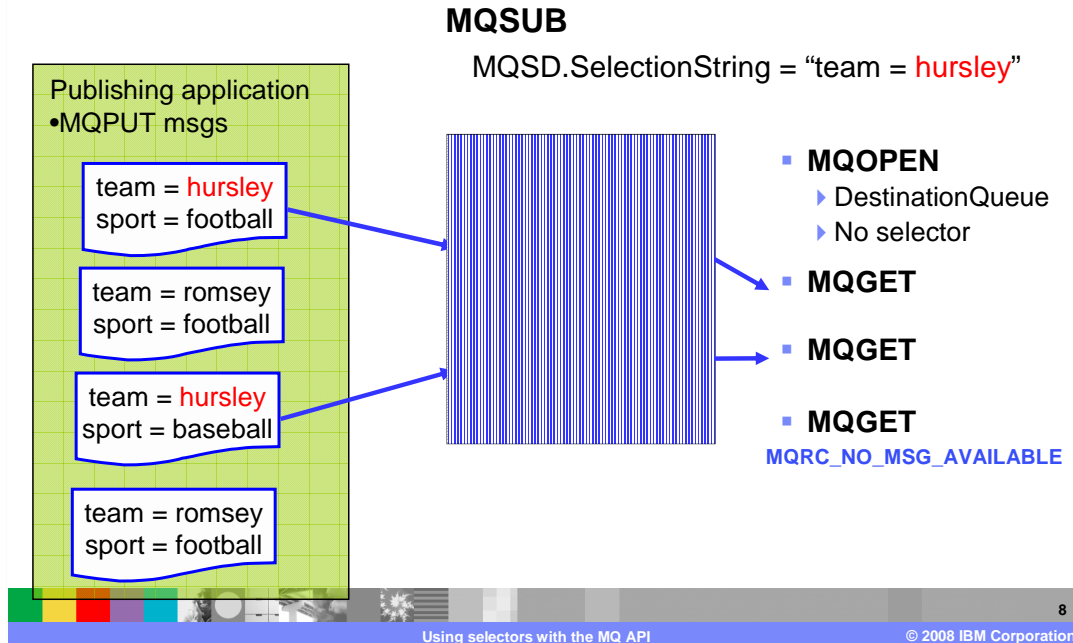 MQSUB
MQSD.SelectionString = “team = hursley”
Publishing application
•MQPUT msgs
team = hursley
sport = football
team = romsey
sport = football
team = hursley
sport = baseball
team = romsey
sport = football
MQOPEN
DestinationQueue
No selector
MQGET
MQGET
MQGET
MQRC_NO_MSG_AVAILABLE
8
Using selectors with the MQ API
© 2008 IBM Corporation